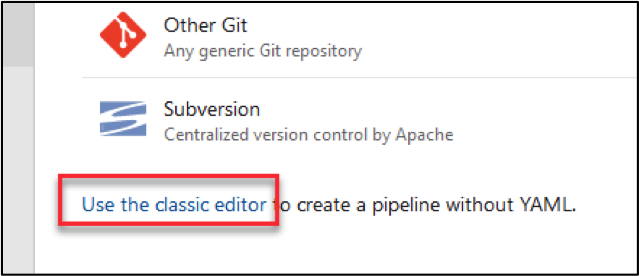 Other Git
Any generic Git repository
Subversion
Centralized version control by Apache
Use the classic editor to create a pipeline without YAML.